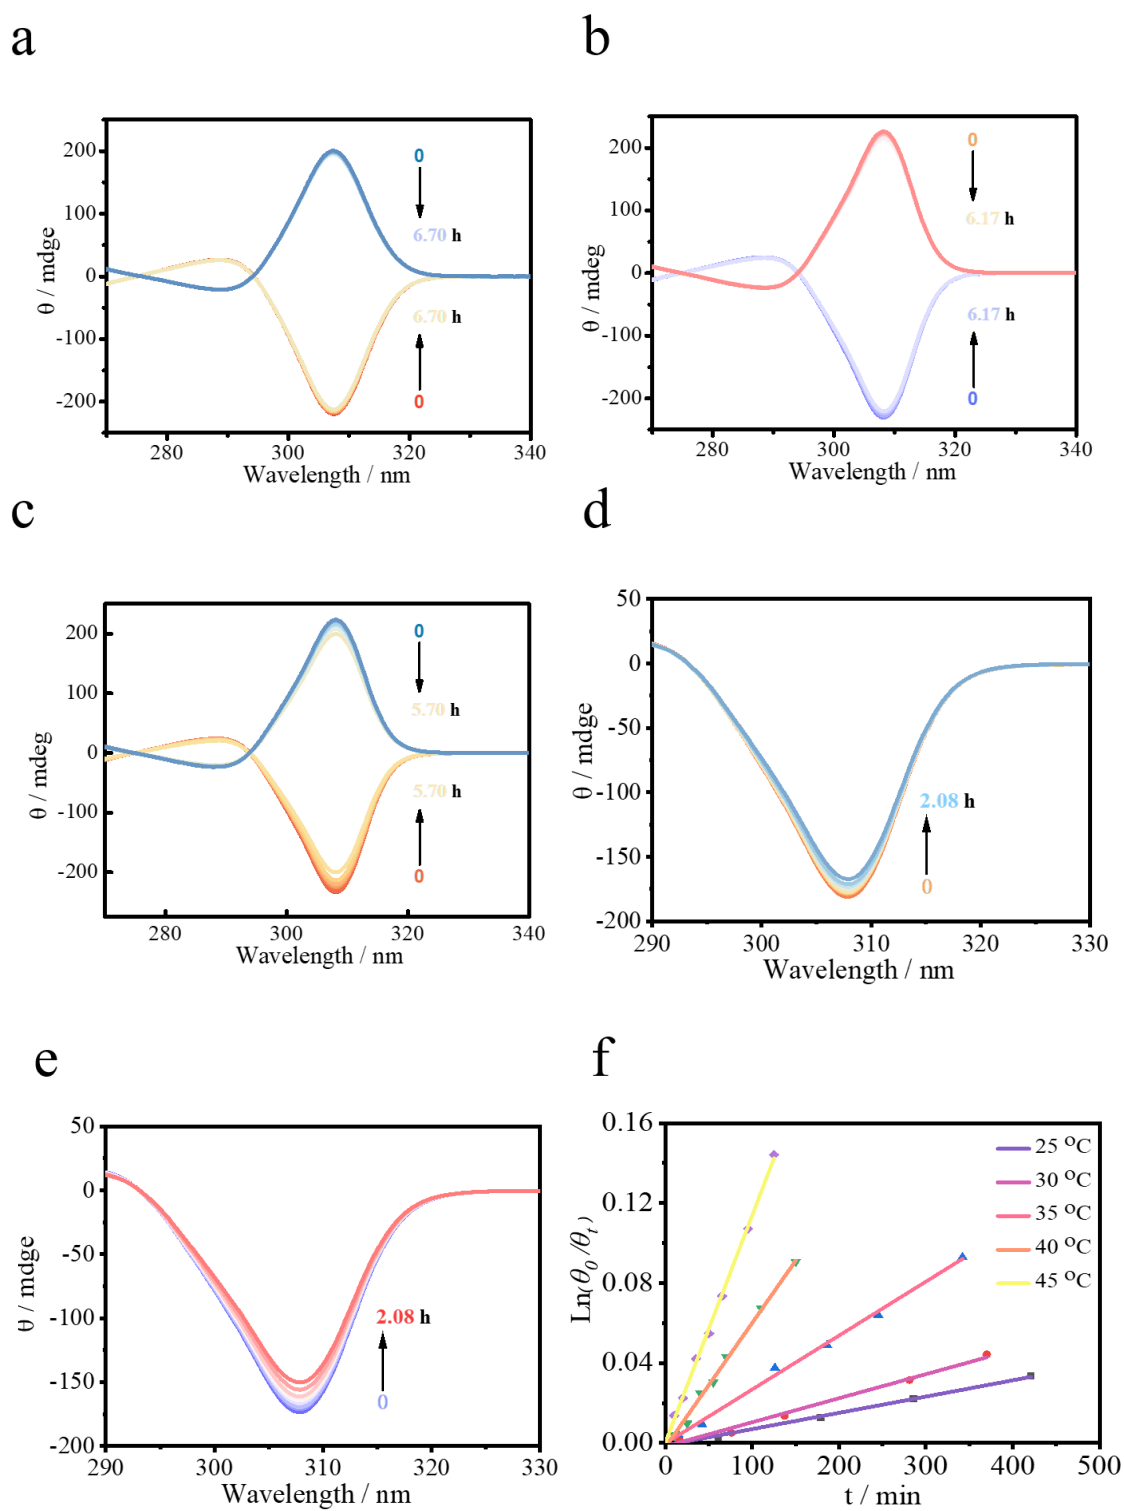 a
200
100
0
-100
-200
θ / mdge
0
6.70 h
6.70 h
0
280 300 320 340
Wavelength / nm
b
200
100
0
-100
-200
θ / mdeg
0
6.17 h
6.17 h
0
280 300 320 340
Wavelength / nm
c
200
100
0
-100
-200
θ / mdeg
0
5.70 h
5.70 h
0
280 300 320 340
Wavelength / nm
d
50
0
-50
-100
-150
-200
θ / mdge
2.08 h
0
290 300 310 320 330
Wavelength / nm
e
50
0
-50
-100
-150
-200
θ / mdge
2.08 h
0
290 300 310 320 330
Wavelength / nm
f
0.16
0.12
0.08
0.04
0.00
Ln(θ0/θt)
25 °C
30 °C
35 °C
40 °C
45 °C
0 100 200 300 400 500
t / min